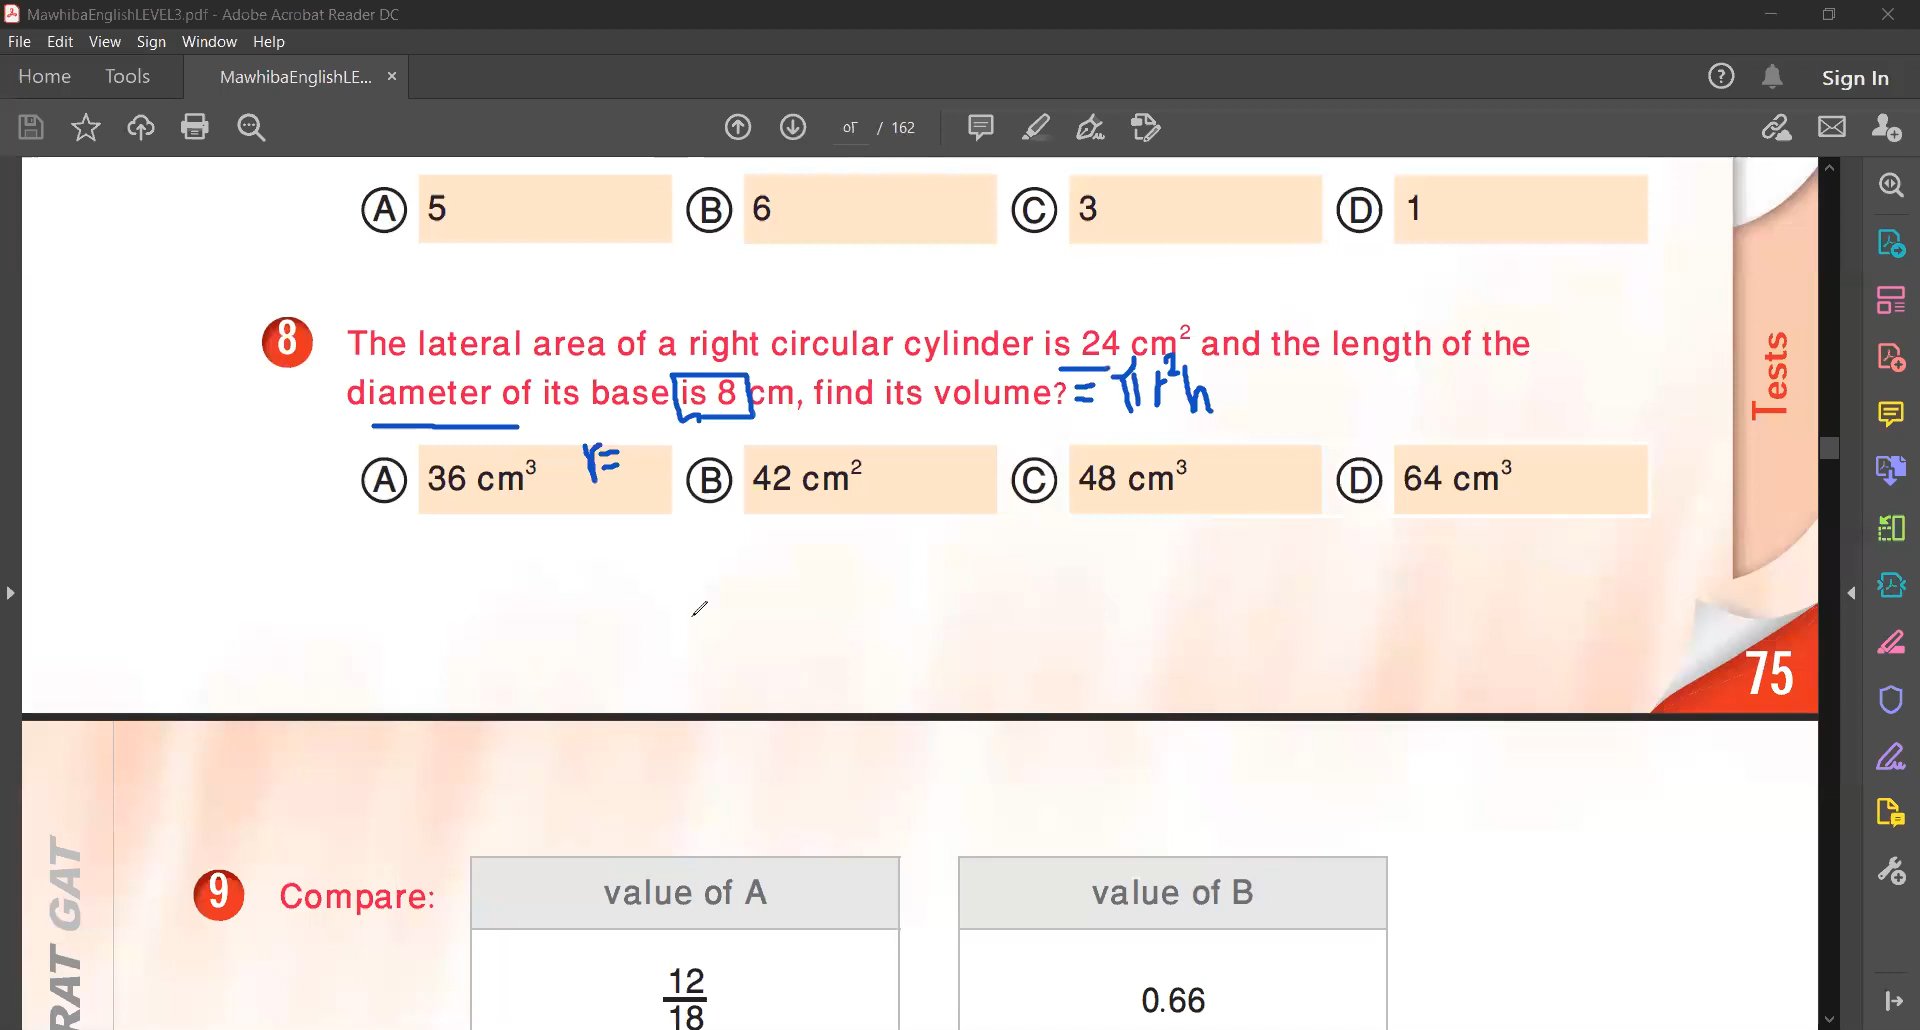 MawhibaEnglishLEVEL3.pdf - Adobe Acrobat Reader DC
File Edit View Sign Window Help
Home Tools MawhibaEnglishLE... × Sign In
٥٢ / 162
A 5 B 6 C 3 D 1
8 The lateral area of a right circular cylinder is 24 cm² and the length of the
diameter of its base is 8 cm, find its volume? = πr²h
r=
A 36 cm³ B 42 cm² C 48 cm³ D 64 cm³
Tests
75
RAT GAT
9 Compare: value of A value of B
12/18 0.66